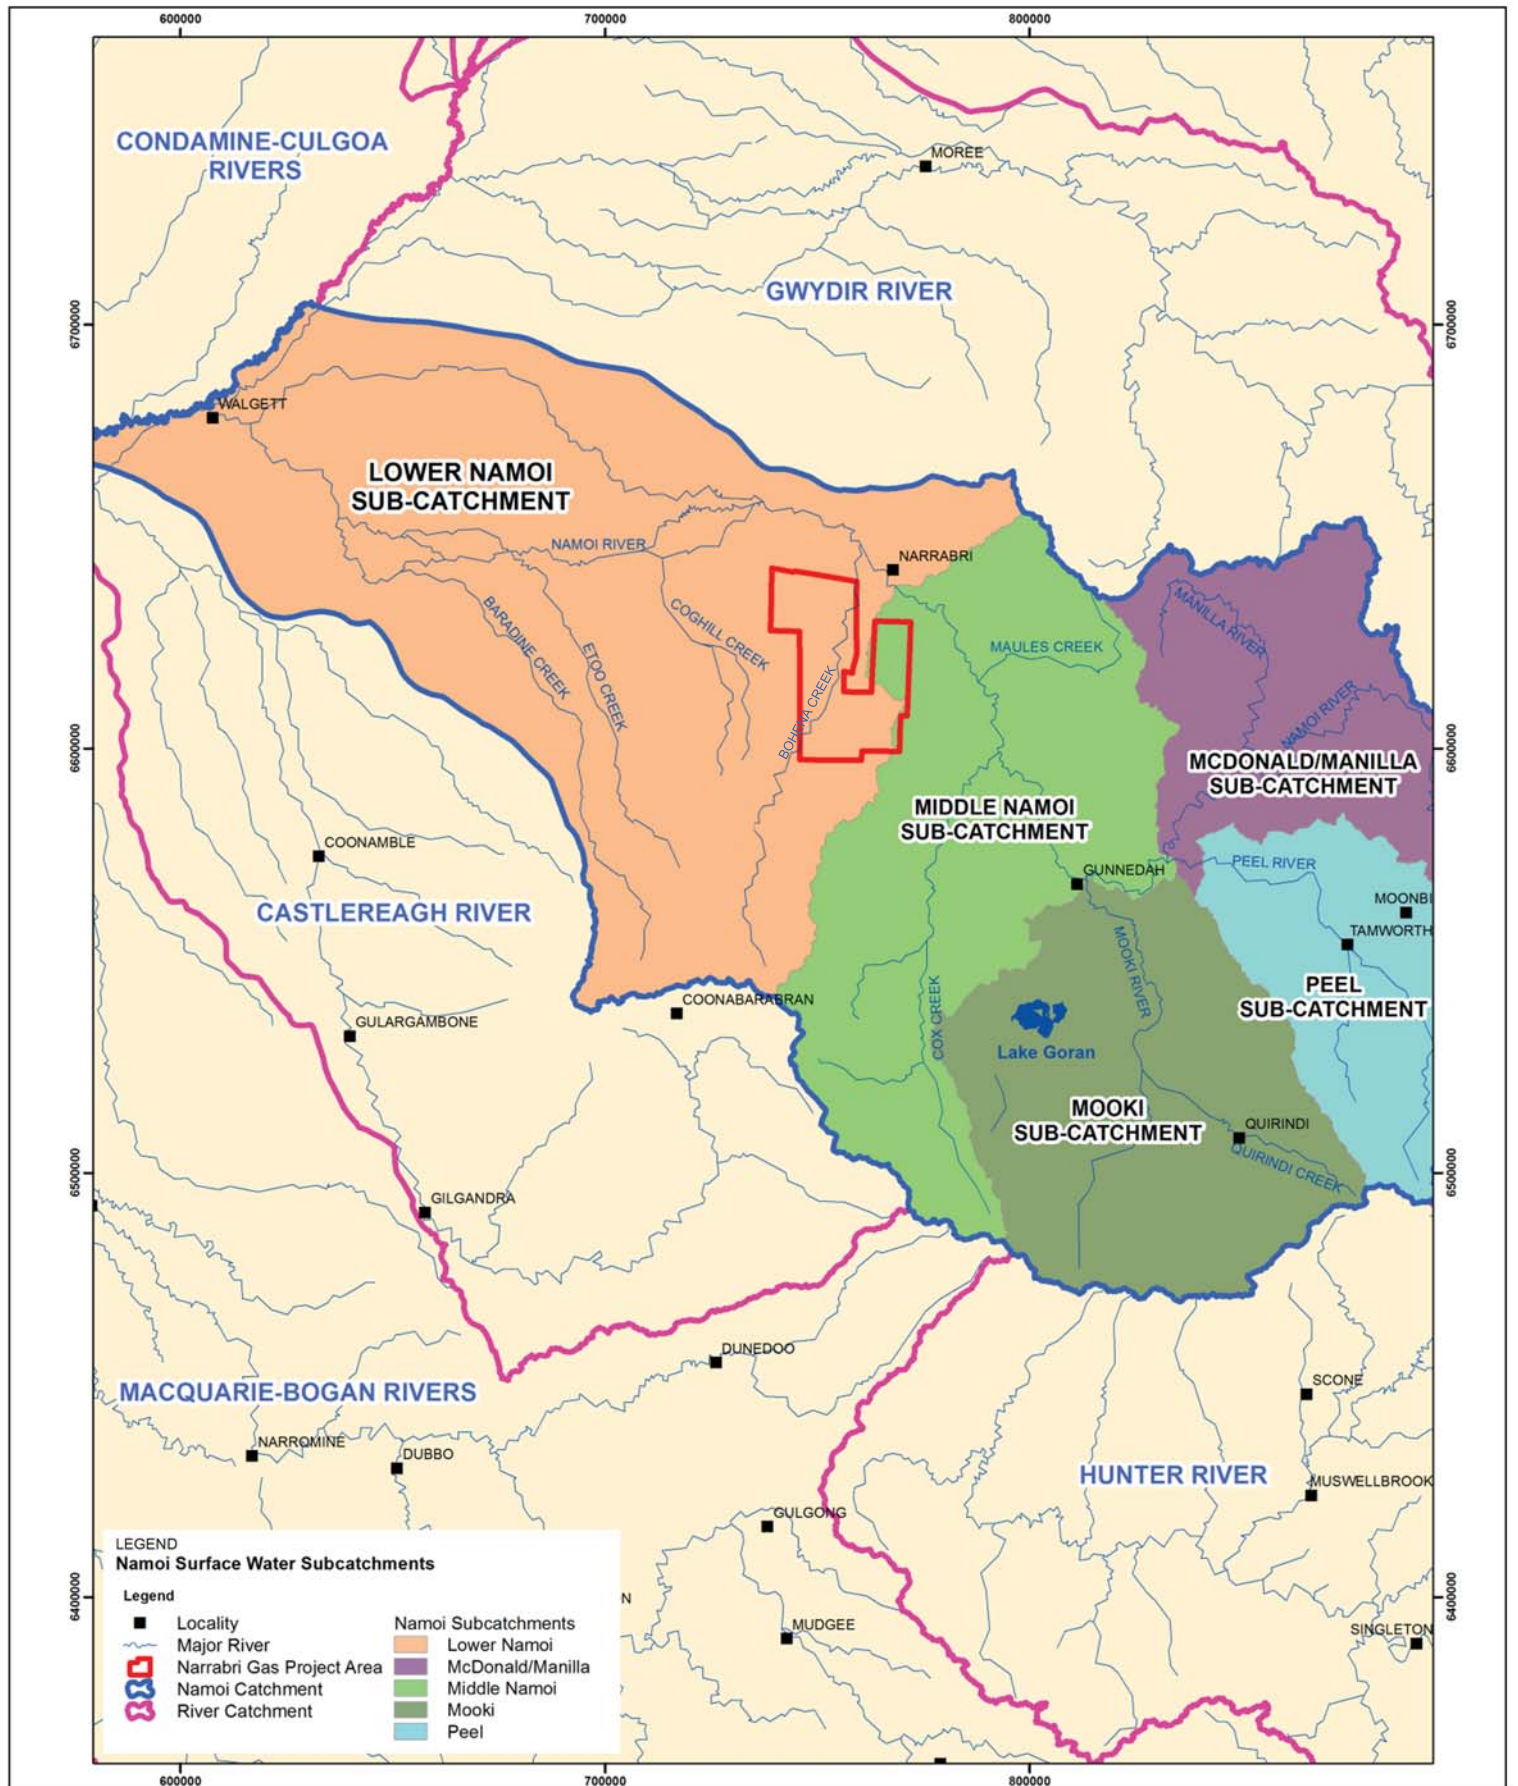 600000
700000
800000
CONDAMINE-CULGOA
RIVERS
MOREE
GWYDIR RIVER
6700000
6700000
WALGETT
LOWER NAMOI
SUB-CATCHMENT
NAMOI RIVER
NARRABRI
BARADINE CREEK
ETOO CREEK
COGHILL CREEK
BOHENA CREEK
MAULES CREEK
MANILLA RIVER
NAMOI RIVER
6600000
6600000
MCDONALD/MANILLA
SUB-CATCHMENT
MIDDLE NAMOI
SUB-CATCHMENT
COONAMBLE
GUNNEDAH
PEEL RIVER
MOONBI
CASTLEREAGH RIVER
TAMWORTH
MOOKI RIVER
PEEL
SUB-CATCHMENT
COONABARABRAN
GULARGAMBONE
COX CREEK
Lake Goran
MOOKI
SUB-CATCHMENT
QUIRINDI
QUIRINDI CREEK
6500000
6500000
GILGANDRA
DUNEDOO
SCONE
MACQUARIE-BOGAN RIVERS
NARROMINE
DUBBO
HUNTER RIVER
MUSWELLBROOK
GULGONG
6400000
6400000
N
MUDGEE
SINGLETON
LEGEND
Namoi Surface Water Subcatchments
Legend
Locality
Major River
Narrabri Gas Project Area
Namoi Catchment
River Catchment
Namoi Subcatchments
Lower Namoi
McDonald/Manilla
Middle Namoi
Mooki
Peel
600000
700000
800000